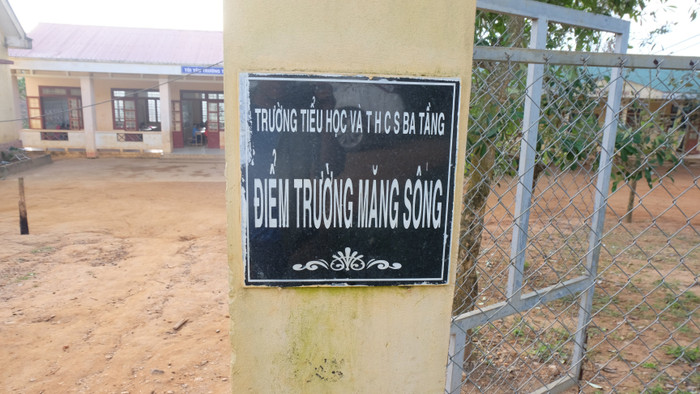 TRƯỜNG TIỂU HỌC VÀ T H C S BA TẦNG
ĐIỂM TRƯỜNG MĂNG SÔNG